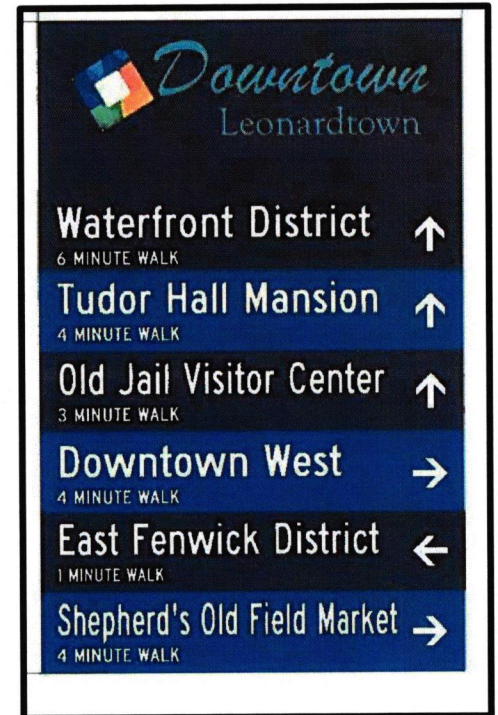 Downtown
Leonardtown
Waterfront District ↑
6 MINUTE WALK
Tudor Hall Mansion ↑
4 MINUTE WALK
Old Jail Visitor Center ↑
3 MINUTE WALK
Downtown West →
4 MINUTE WALK
East Fenwick District ←
1 MINUTE WALK
Shepherd's Old Field Market →
4 MINUTE WALK